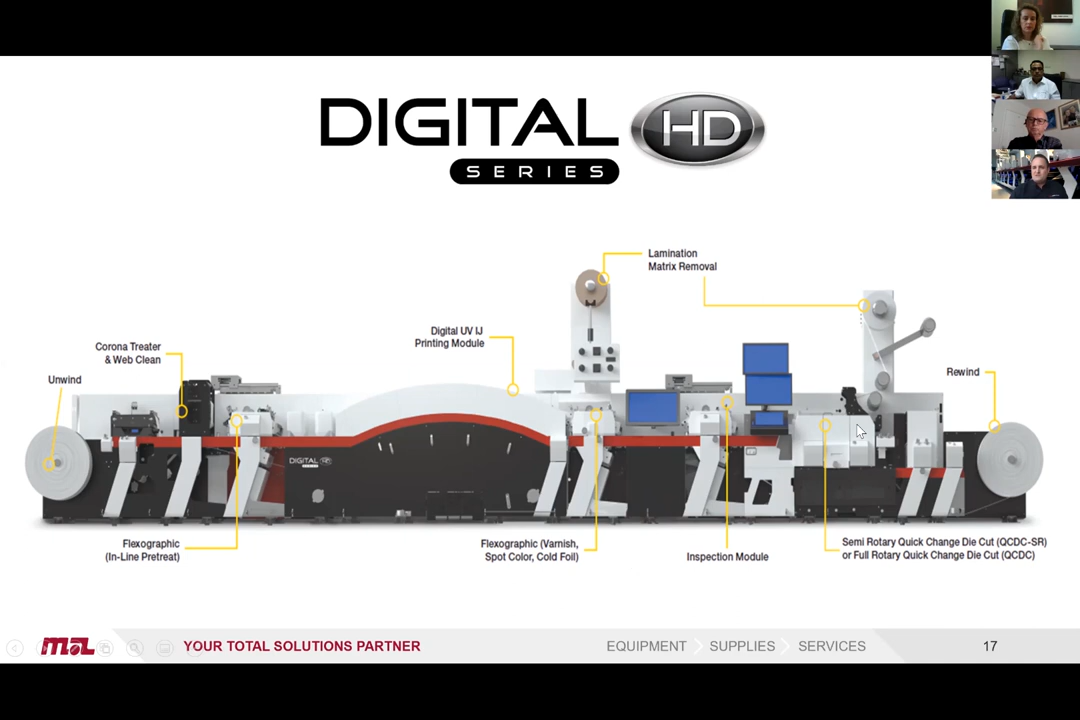 DIGITAL HD
SERIES
Lamination
Matrix Removal
Digital UV IJ
Printing Module
Corona Treater
& Web Clean
Unwind
Rewind
DIGITAL
SERIES
Flexographic
(In-Line Pretreat)
Flexographic (Varnish,
Spot Color, Cold Foil)
Inspection Module
Semi Rotary Quick Change Die Cut (QCDC-SR)
or Full Rotary Quick Change Die Cut (QCDC)
YOUR TOTAL SOLUTIONS PARTNER
EQUIPMENT
SUPPLIES
SERVICES
17